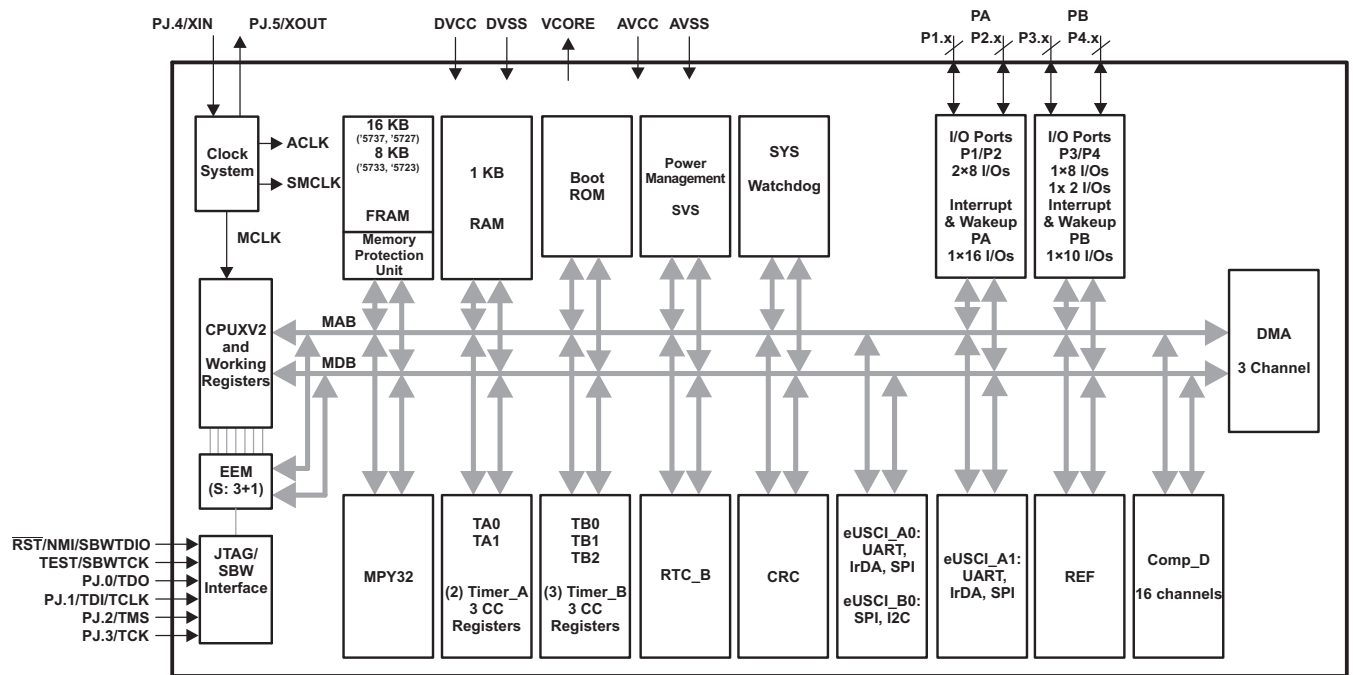 PJ.4/XIN
PJ.5/XOUT
DVCC
DVSS
VCORE
AVCC
AVSS
PA
P1.x
P2.x
PB
P3.x
P4.x
Clock
System
ACLK
SMCLK
MCLK
16 KB
('5737, '5727)
8 KB
('5733, '5723)
FRAM
Memory
Protection
Unit
1 KB
RAM
Boot
ROM
Power
Management
SVS
SYS
Watchdog
I/O Ports
P1/P2
2×8 I/Os
Interrupt
& Wakeup
PA
1×16 I/Os
I/O Ports
P3/P4
1×8 I/Os
1x 2 I/Os
Interrupt
& Wakeup
PB
1×10 I/Os
CPUXV2
and
Working
Registers
MAB
MDB
DMA
3 Channel
EEM
(S: 3+1)
RST/NMI/SBWTDIO
TEST/SBWTCK
PJ.0/TDO
PJ.1/TDI/TCLK
PJ.2/TMS
PJ.3/TCK
JTAG/
SBW
Interface
MPY32
TA0
TA1
(2) Timer_A
3 CC
Registers
TB0
TB1
TB2
(3) Timer_B
3 CC
Registers
RTC_B
CRC
eUSCI_A0:
UART,
IrDA, SPI
eUSCI_B0:
SPI, I2C
eUSCI_A1:
UART,
IrDA, SPI
REF
Comp_D
16 channels